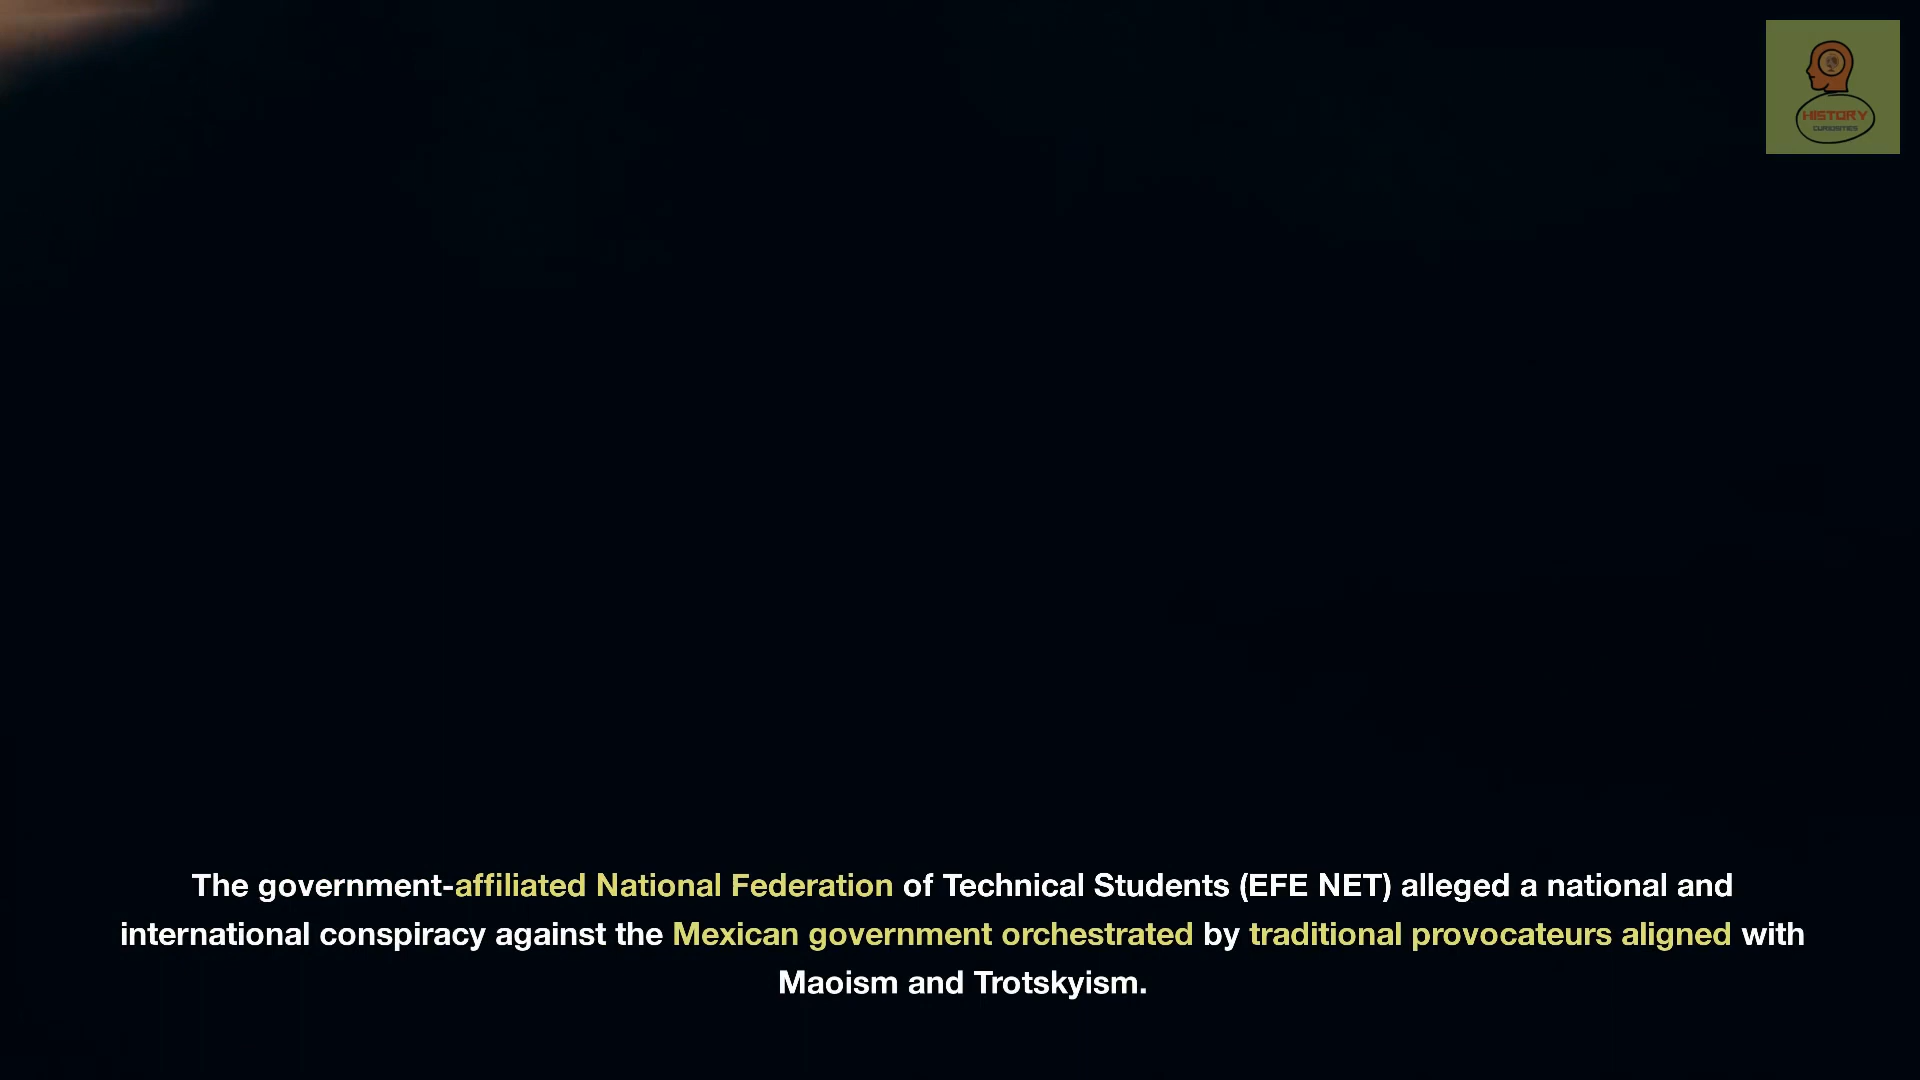 HISTORY
CURIOSITIES
The government-affiliated National Federation of Technical Students (EFE NET) alleged a national and
international conspiracy against the Mexican government orchestrated by traditional provocateurs aligned with
Maoism and Trotskyism.